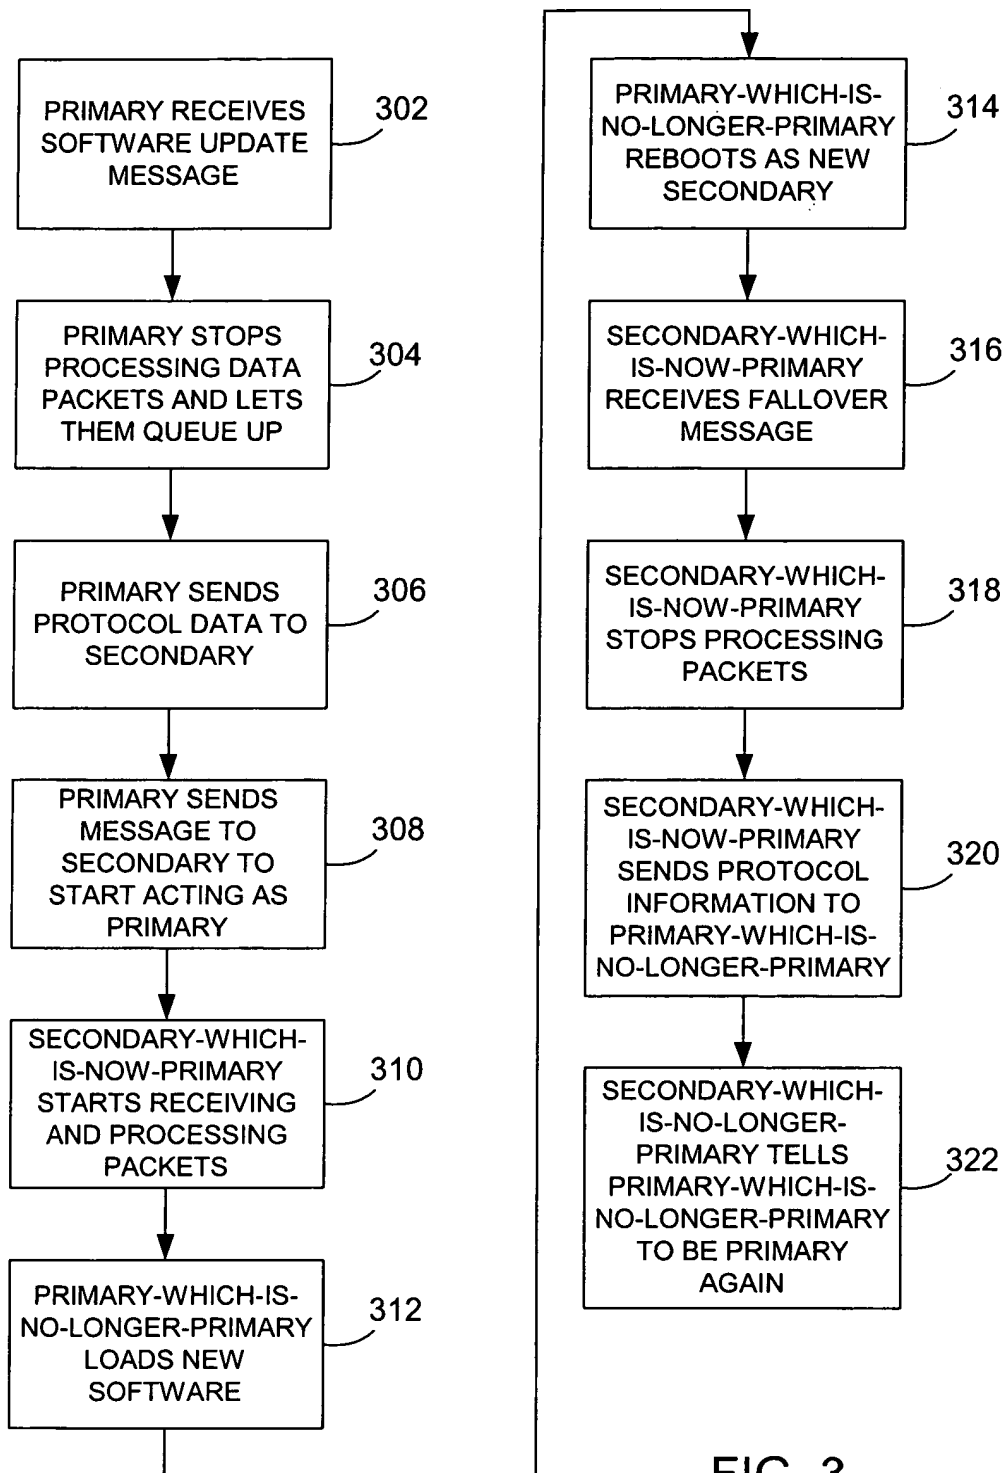 PRIMARY RECEIVES
SOFTWARE UPDATE
MESSAGE
302
PRIMARY STOPS
PROCESSING DATA
PACKETS AND LETS
THEM QUEUE UP
304
PRIMARY SENDS
PROTOCOL DATA TO
SECONDARY
306
PRIMARY SENDS
MESSAGE TO
SECONDARY TO
START ACTING AS
PRIMARY
308
SECONDARY-WHICH-
IS-NOW-PRIMARY
STARTS RECEIVING
AND PROCESSING
PACKETS
310
PRIMARY-WHICH-IS-
NO-LONGER-PRIMARY
LOADS NEW
SOFTWARE
312
PRIMARY-WHICH-IS-
NO-LONGER-PRIMARY
REBOOTS AS NEW
SECONDARY
314
SECONDARY-WHICH-
IS-NOW-PRIMARY
RECEIVES FALLOVER
MESSAGE
316
SECONDARY-WHICH-
IS-NOW-PRIMARY
STOPS PROCESSING
PACKETS
318
SECONDARY-WHICH-
IS-NOW-PRIMARY
SENDS PROTOCOL
INFORMATION TO
PRIMARY-WHICH-IS-
NO-LONGER-PRIMARY
320
SECONDARY-WHICH-
IS-NO-LONGER-
PRIMARY TELLS
PRIMARY-WHICH-IS-
NO-LONGER-PRIMARY
TO BE PRIMARY
AGAIN
322
FIG. 3